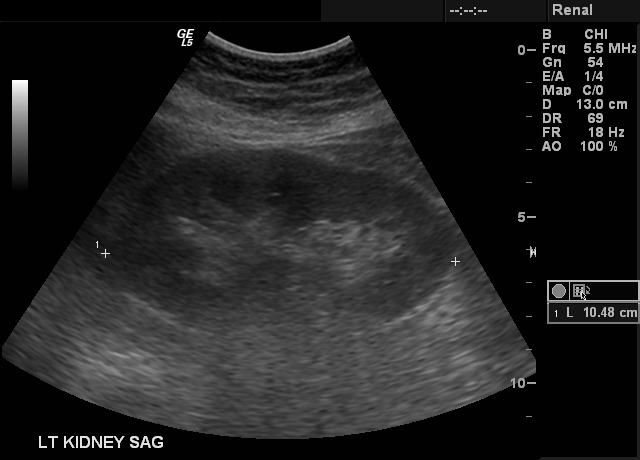 --:--:--
Renal
GE
L5
B CHI
Frq 5.5 MHz
Gn 54
E/A 1/4
Map C/0
D 13.0 cm
DR 69
FR 18 Hz
AO 100 %
0
5
10
1
1 L 10.48 cm
LT KIDNEY SAG